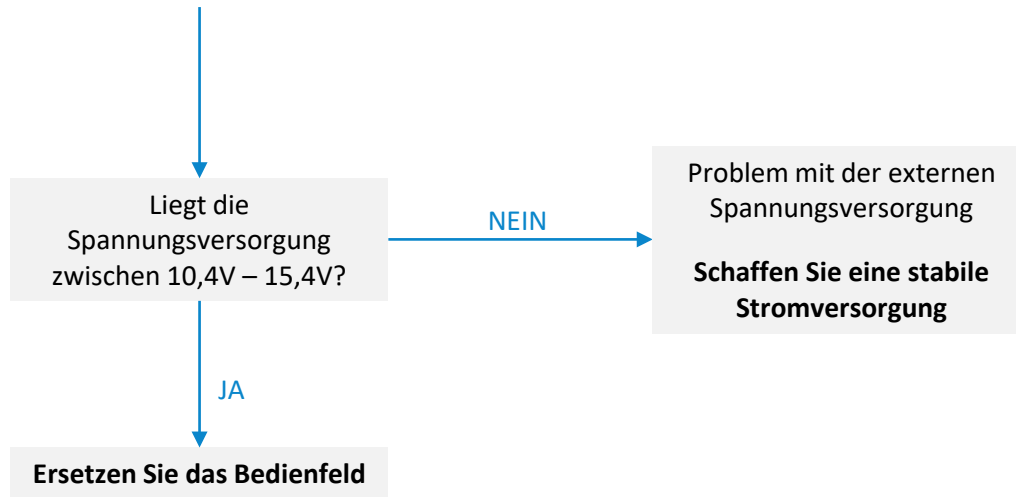 Liegt die
Spannungsversorgung
zwischen 10,4V – 15,4V?
NEIN
Problem mit der externen
Spannungsversorgung
Schaffen Sie eine stabile
Stromversorgung
JA
Ersetzen Sie das Bedienfeld